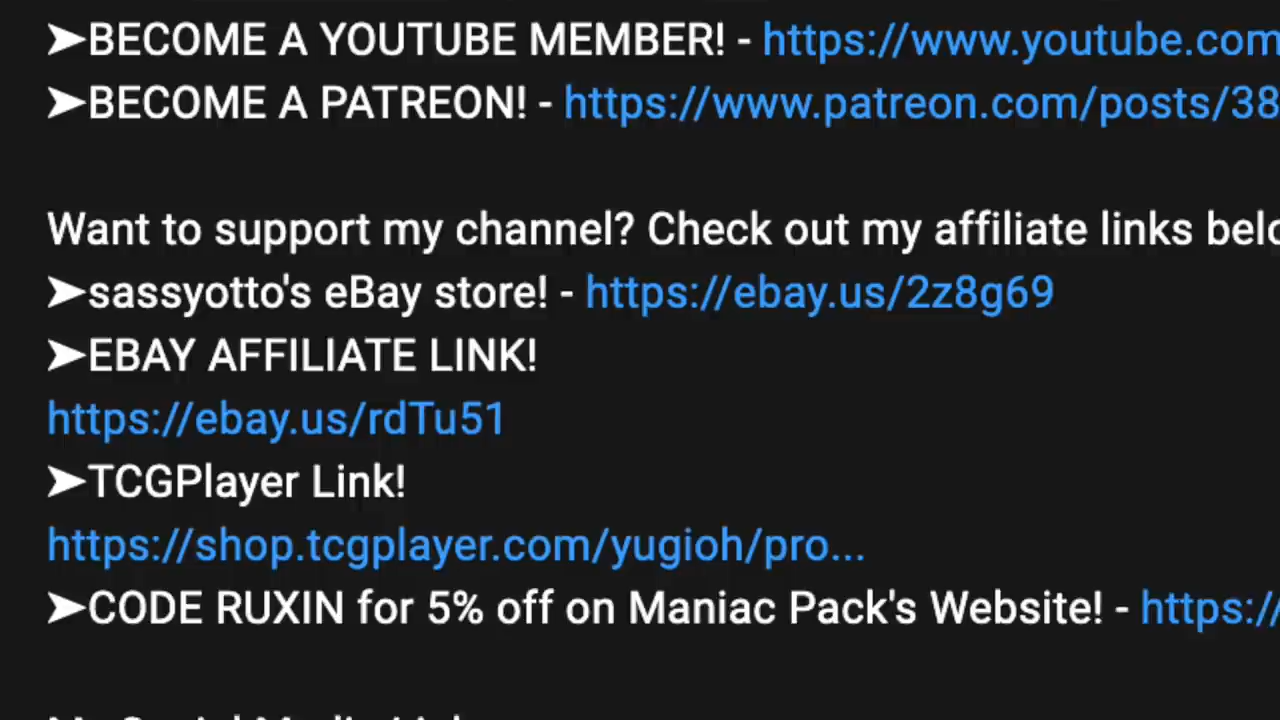 ➤BECOME A YOUTUBE MEMBER! - https://www.youtube.com
➤BECOME A PATREON! - https://www.patreon.com/posts/38
Want to support my channel? Check out my affiliate links belo
➤sassyotto's eBay store! - https://ebay.us/2z8g69
➤EBAY AFFILIATE LINK!
https://ebay.us/rdTu51
➤TCGPlayer Link!
https://shop.tcgplayer.com/yugioh/pro...
➤CODE RUXIN for 5% off on Maniac Pack's Website! - https://